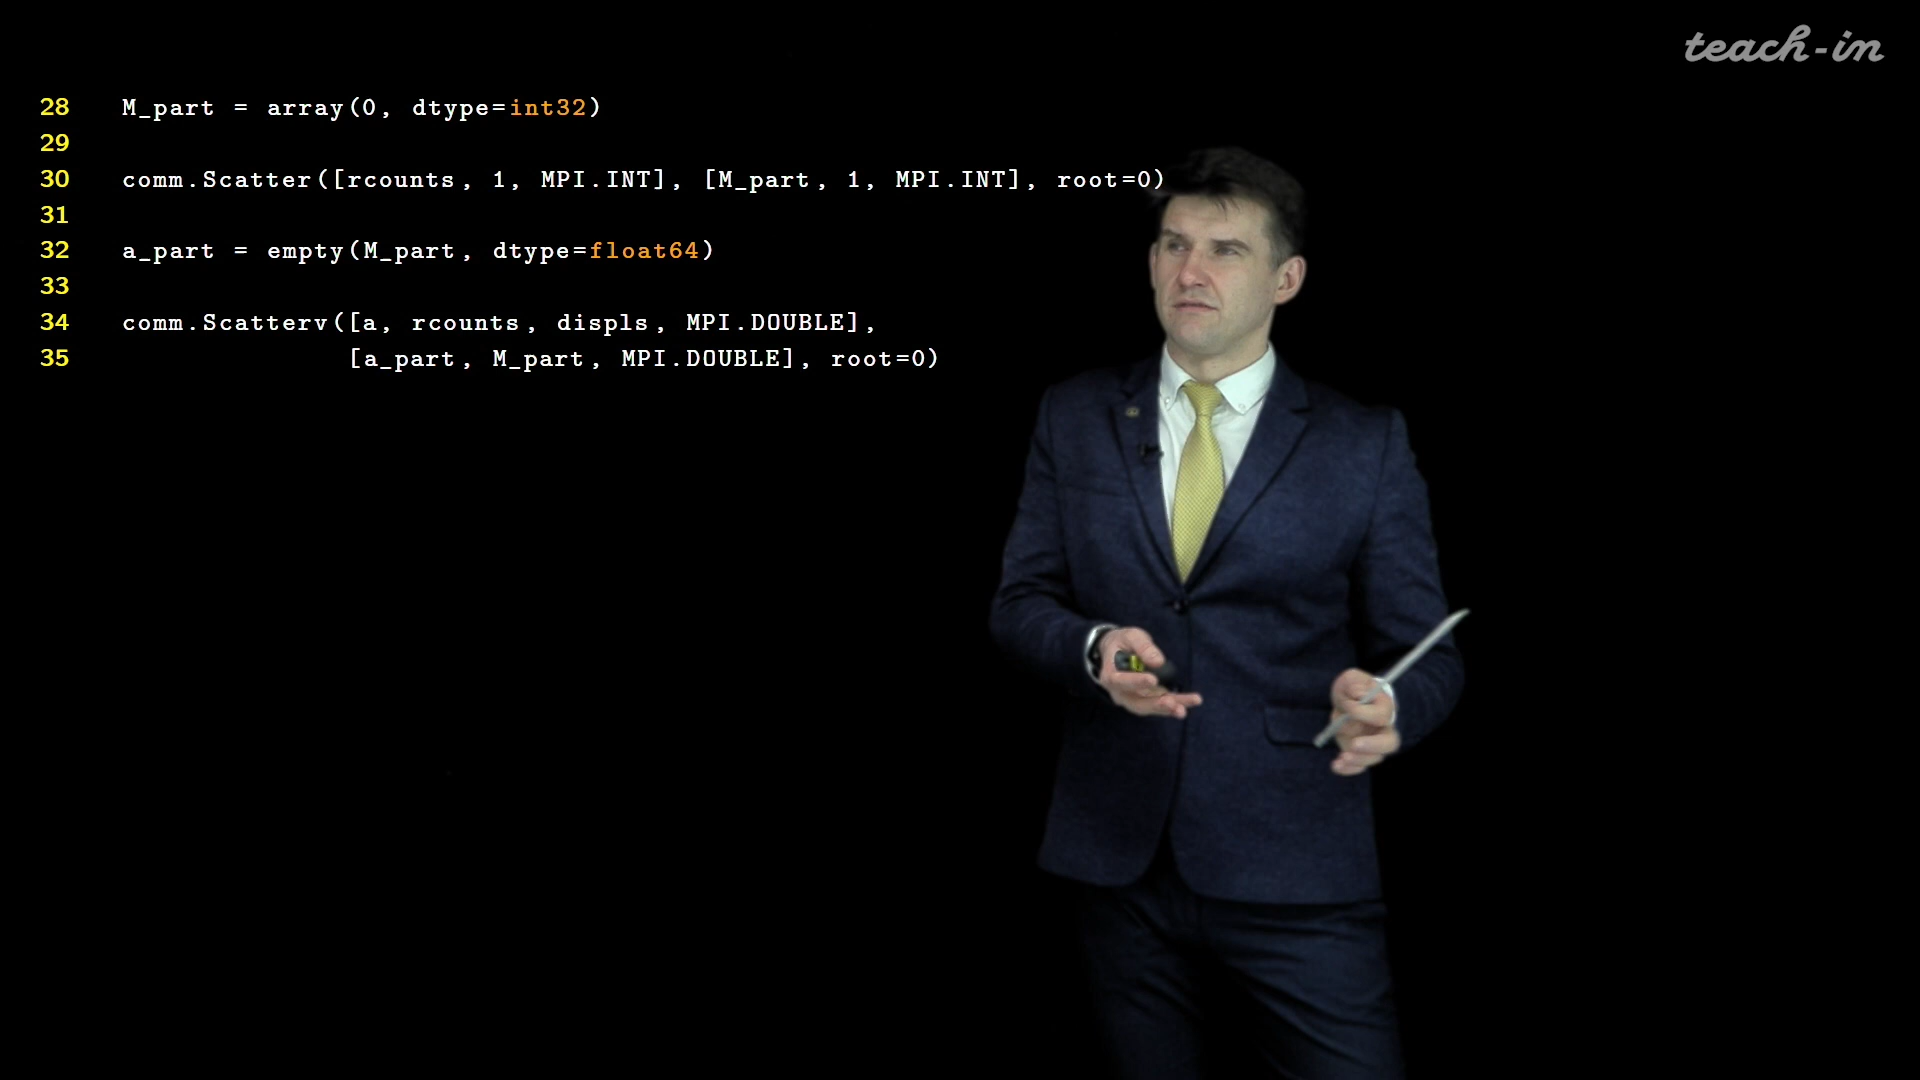 teach-in
28 M_part = array(0, dtype=int32)
29
30 comm.Scatter([rcounts, 1, MPI.INT], [M_part, 1, MPI.INT], root=0)
31
32 a_part = empty(M_part, dtype=float64)
33
34 comm.Scatterv([a, rcounts, displs, MPI.DOUBLE],
35 [a_part, M_part, MPI.DOUBLE], root=0)